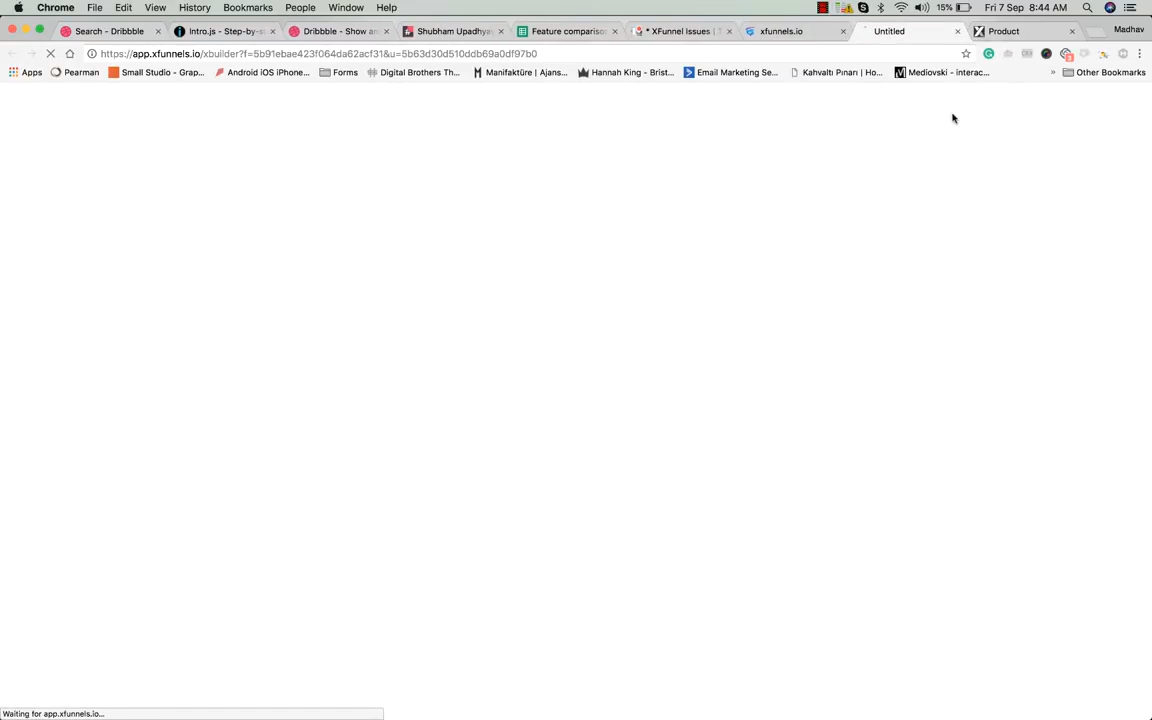 Chrome File Edit View History Bookmarks People Window Help 15% Fri 7 Sep 8:44 AM
Search - Dribbble Intro.js - Step-by-s Dribbble - Show an Shubham Upadhyay Feature comparison * XFunnel Issues | T xfunnels.io Untitled Product Madhav
https://app.xfunnels.io/xbuilder?f=5b91ebae423f064da62acf31&u=5b63d30d510ddb69a0df97b0
Apps Pearman Small Studio - Grap... Android iOS iPhone... Forms Digital Brothers Th... Manifaktüre | Ajans... Hannah King - Brist... Email Marketing Se... Kahvaltı Pınarı | Ho... Mediovski - interac... » Other Bookmarks
Waiting for app.xfunnels.io...